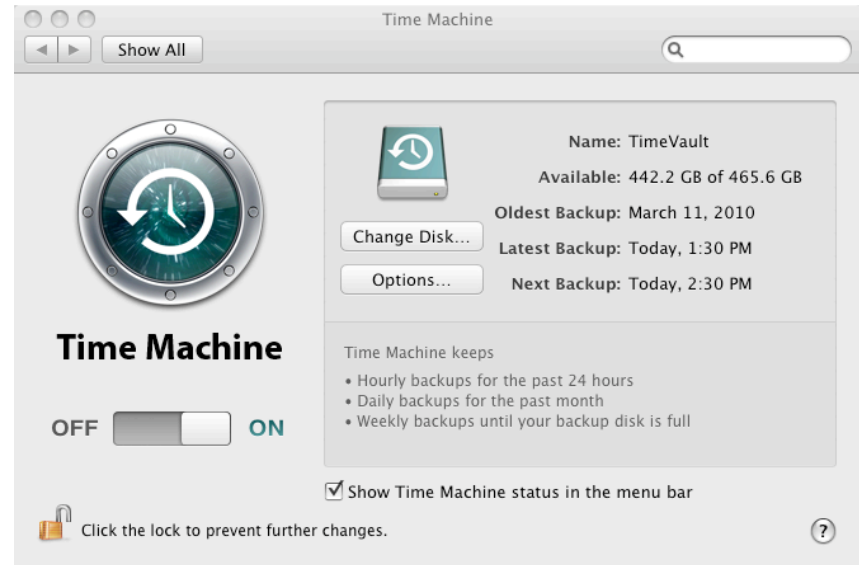 Time Machine
Show All
Name: TimeVault
Available: 442.2 GB of 465.6 GB
Oldest Backup: March 11, 2010
Change Disk...
Latest Backup: Today, 1:30 PM
Options...
Next Backup: Today, 2:30 PM
Time Machine
Time Machine keeps
• Hourly backups for the past 24 hours
• Daily backups for the past month
• Weekly backups until your backup disk is full
OFF ON
Show Time Machine status in the menu bar
Click the lock to prevent further changes.
?